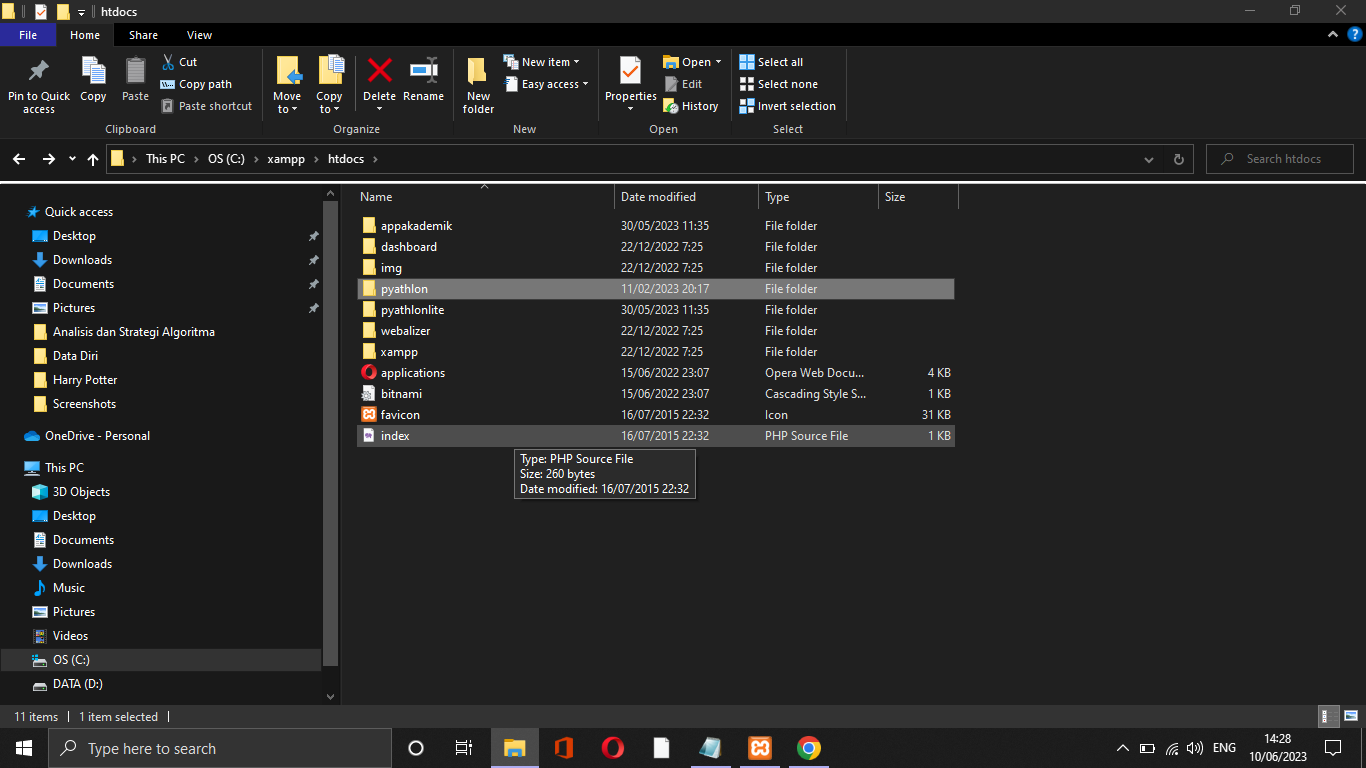 htdocs
File Home Share View
Pin to Quick access
Copy
Paste
Cut
Copy path
Paste shortcut
Clipboard
Move to
Copy to
Delete
Rename
Organize
New folder
New item
Easy access
New
Properties
Open
Edit
History
Open
Select all
Select none
Invert selection
Select
This PC OS (C:) xampp htdocs
Search htdocs
Quick access
Desktop
Downloads
Documents
Pictures
Analisis dan Strategi Algoritma
Data Diri
Harry Potter
Screenshots
OneDrive - Personal
This PC
3D Objects
Desktop
Documents
Downloads
Music
Pictures
Videos
OS (C:)
DATA (D:)
Name Date modified Type Size
appakademik 30/05/2023 11:35 File folder
dashboard 22/12/2022 7:25 File folder
img 22/12/2022 7:25 File folder
pyathlon 11/02/2023 20:17 File folder
pyathlonlite 30/05/2023 11:35 File folder
webalizer 22/12/2022 7:25 File folder
xampp 22/12/2022 7:25 File folder
applications 15/06/2022 23:07 Opera Web Docu... 4 KB
bitnami 15/06/2022 23:07 Cascading Style S... 1 KB
favicon 16/07/2015 22:32 Icon 31 KB
index 16/07/2015 22:32 PHP Source File 1 KB
Type: PHP Source File
Size: 260 bytes
Date modified: 16/07/2015 22:32
11 items 1 item selected
Type here to search
ENG
14:28
10/06/2023